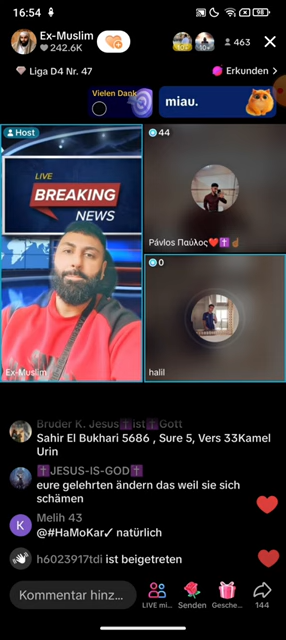 16:54
98
Ex-Muslim
242.6K
10+
463
Liga D4 Nr. 47
Erkunden
Vielen Dank
miau.
Host
44
LIVE
BREAKING
NEWS
Pávlos Παύλος❤️✝️☝🏾
0
Ex-Muslim
halil
Bruder K. Jesus✝️ist✝️Gott
Sahir El Bukhari 5686 , Sure 5, Vers 33Kamel
Urin
✝️JESUS-IS-GOD✝️
eure gelehrten ändern das weil sie sich
schämen
K
Melih 43
@#HaMoKar✓ natürlich
h6023917tdi ist beigetreten
Kommentar hinz...
LIVE mi...
Senden
Gesche...
144